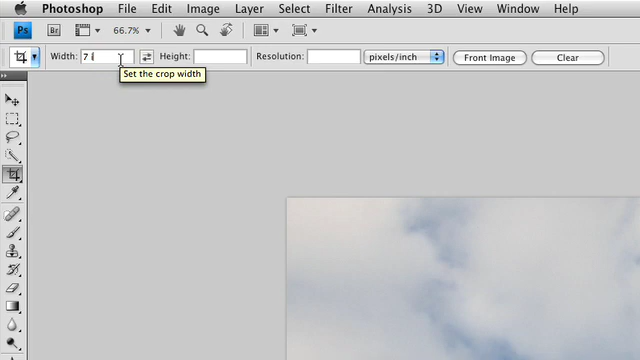 Photoshop File Edit Image Layer Select Filter Analysis 3D View Window Help
Ps Br 66.7%
Width: 7 i Height: Resolution: pixels/inch Front Image Clear
Set the crop width